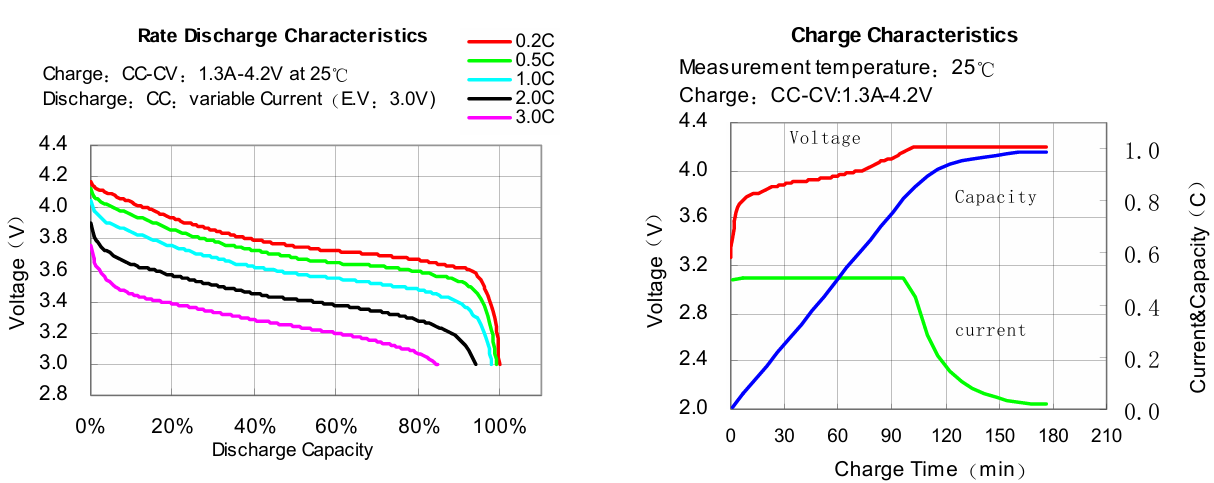 Rate Discharge Characteristics
Charge：CC-CV；1.3A-4.2V at 25℃
Discharge：CC；variable Current（E.V；3.0V)
0.2C
0.5C
1.0C
2.0C
3.0C
4.4
4.2
4.0
3.8
3.6
3.4
3.2
3.0
2.8
Voltage（V）
0%
20%
40%
60%
80%
100%
Discharge Capacity
Charge Characteristics
Measurement temperature：25℃
Charge：CC-CV:1.3A-4.2V
4.4
4.0
3.6
3.2
2.8
2.4
2.0
Voltage（V）
Voltage
Capacity
current
1.0
0.8
0.6
0.4
0.2
0.0
Current&Capacity（C）
0
30
60
90
120
150
180
210
Charge Time（min）